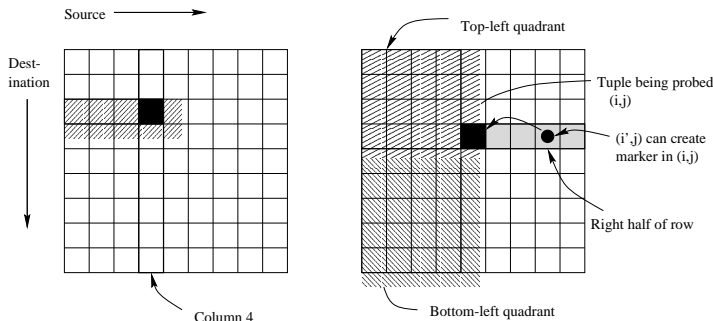 Source
Dest-
ination
Column 4
Top-left quadrant
Tuple being probed
(i,j)
(i',j) can create
marker in (i,j)
Right half of row
Bottom-left quadrant